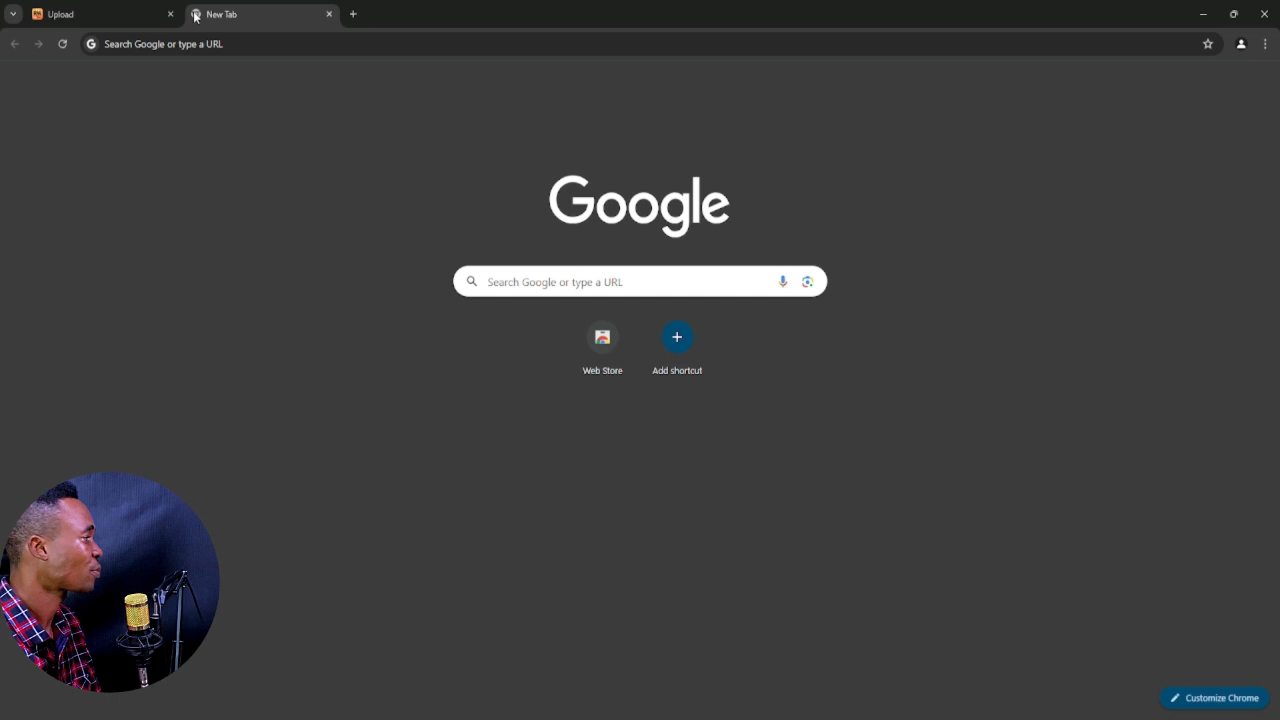 Upload
New Tab
Search Google or type a URL
Google
Search Google or type a URL
Web Store
Add shortcut
Customize Chrome